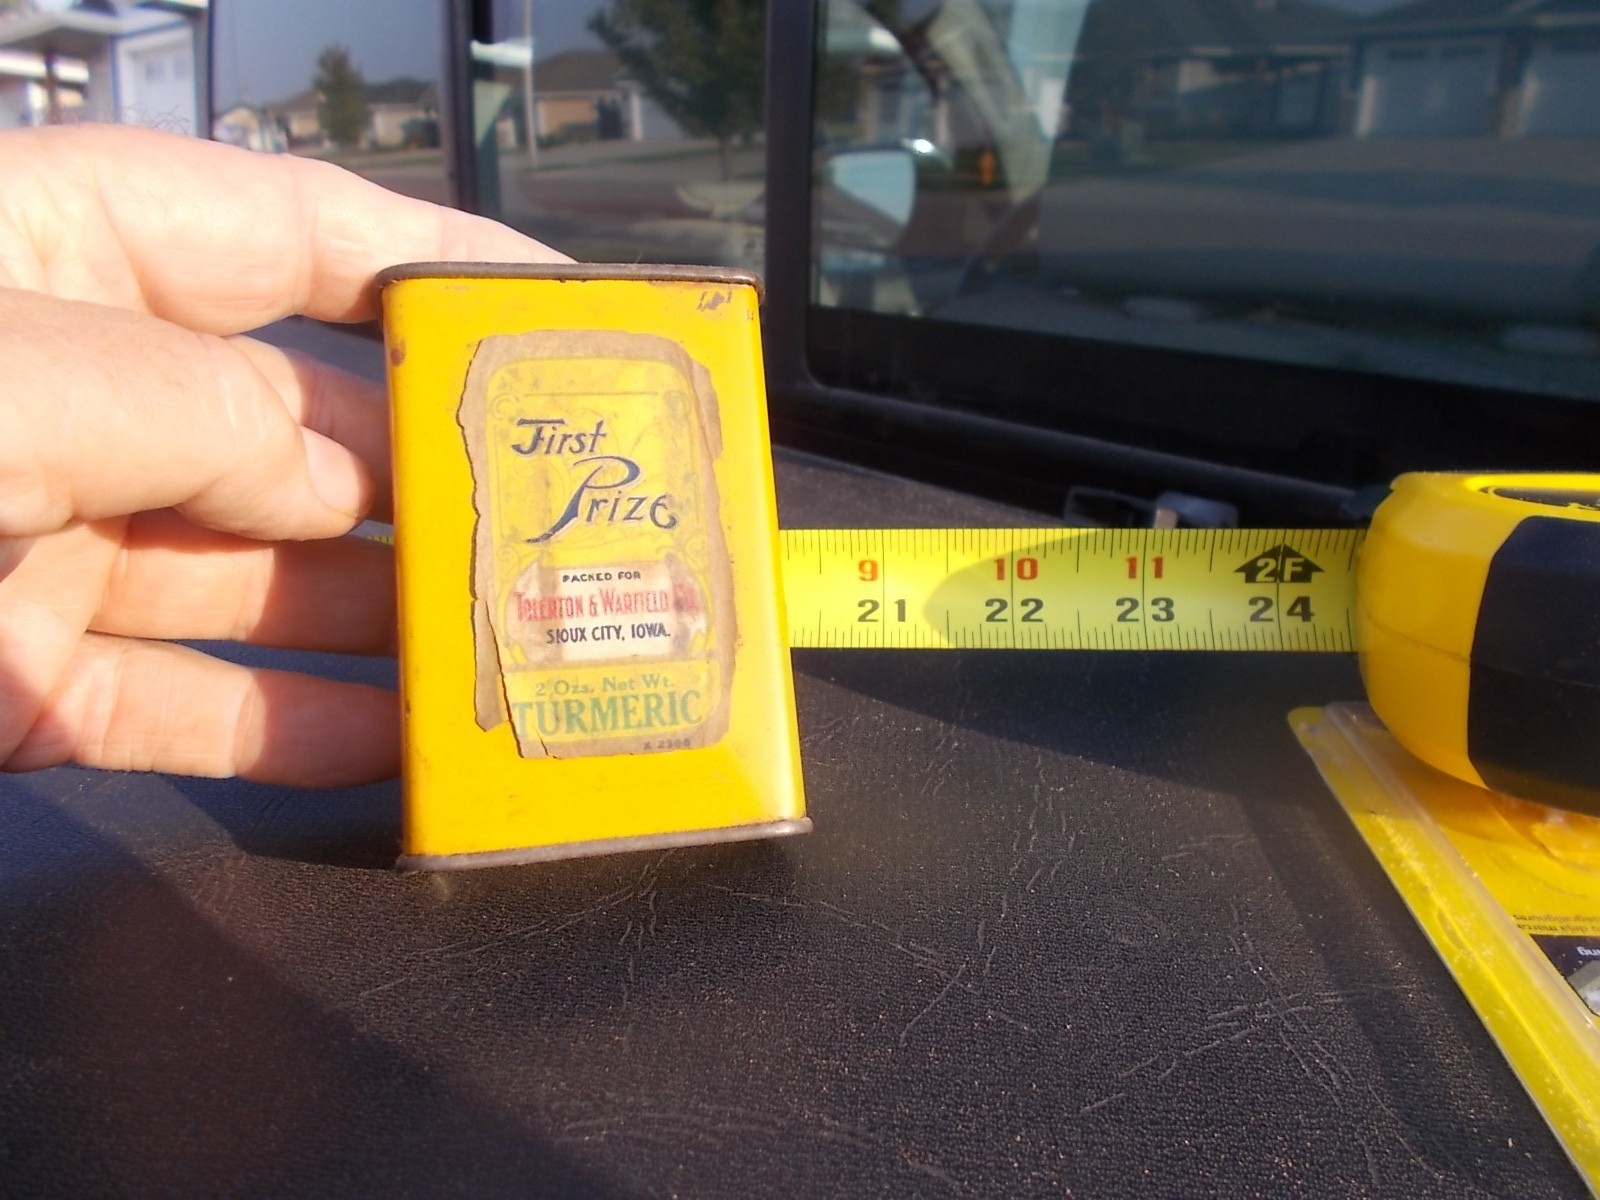 First
Prize
PACKED FOR
TOLERTON & WARFIELD CO.
SIOUX CITY, IOWA.
2 Ozs. Net Wt.
TURMERIC
9 10 11 2F
21 22 23 24